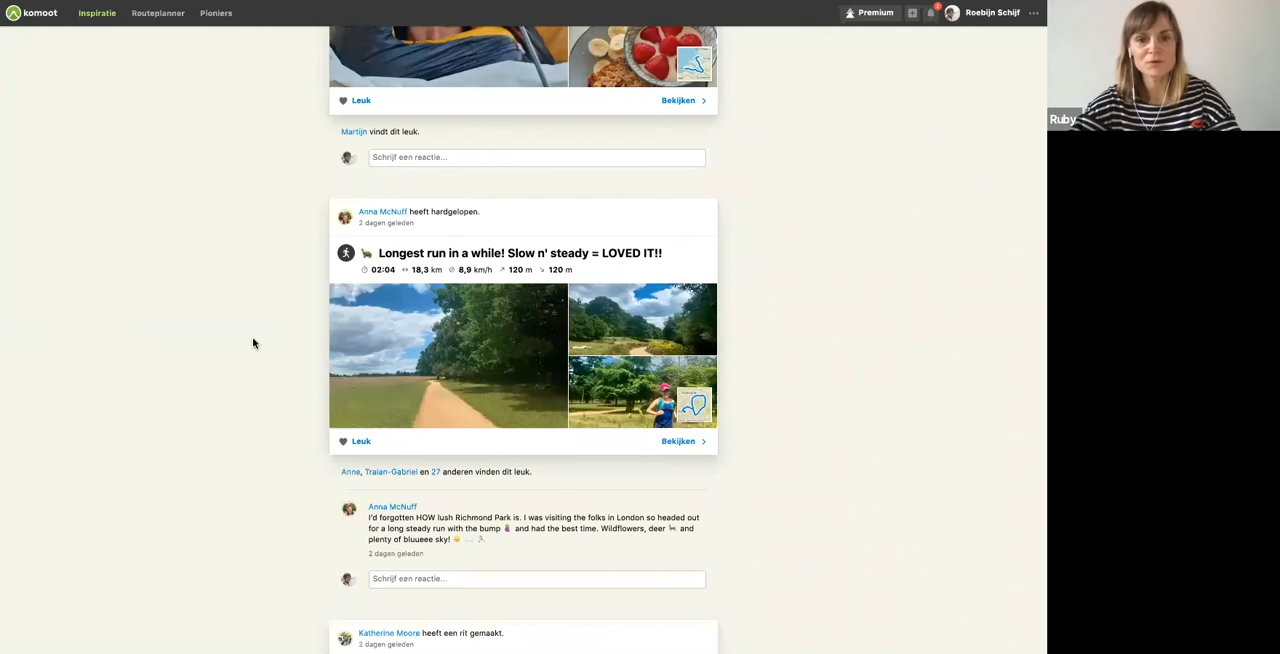 komoot Inspiratie Routeplanner Pioniers Premium 2 Roebijn Schijf
Ruby
Leuk Bekijken
Martijn vindt dit leuk.
Schrijf een reactie...
Anna McNuff heeft hardgelopen.
2 dagen geleden
Longest run in a while! Slow n' steady = LOVED IT!!
02:04 18,3 km 8,9 km/h 120 m 120 m
Leuk Bekijken
Anne, Traian-Gabriel en 27 anderen vinden dit leuk.
Anna McNuff
I'd forgotten HOW lush Richmond Park is. I was visiting the folks in London so headed out
for a long steady run with the bump and had the best time. Wildflowers, deer and
plenty of bluueee sky!
2 dagen geleden
Schrijf een reactie...
Katherine Moore heeft een rit gemaakt.
2 dagen geleden